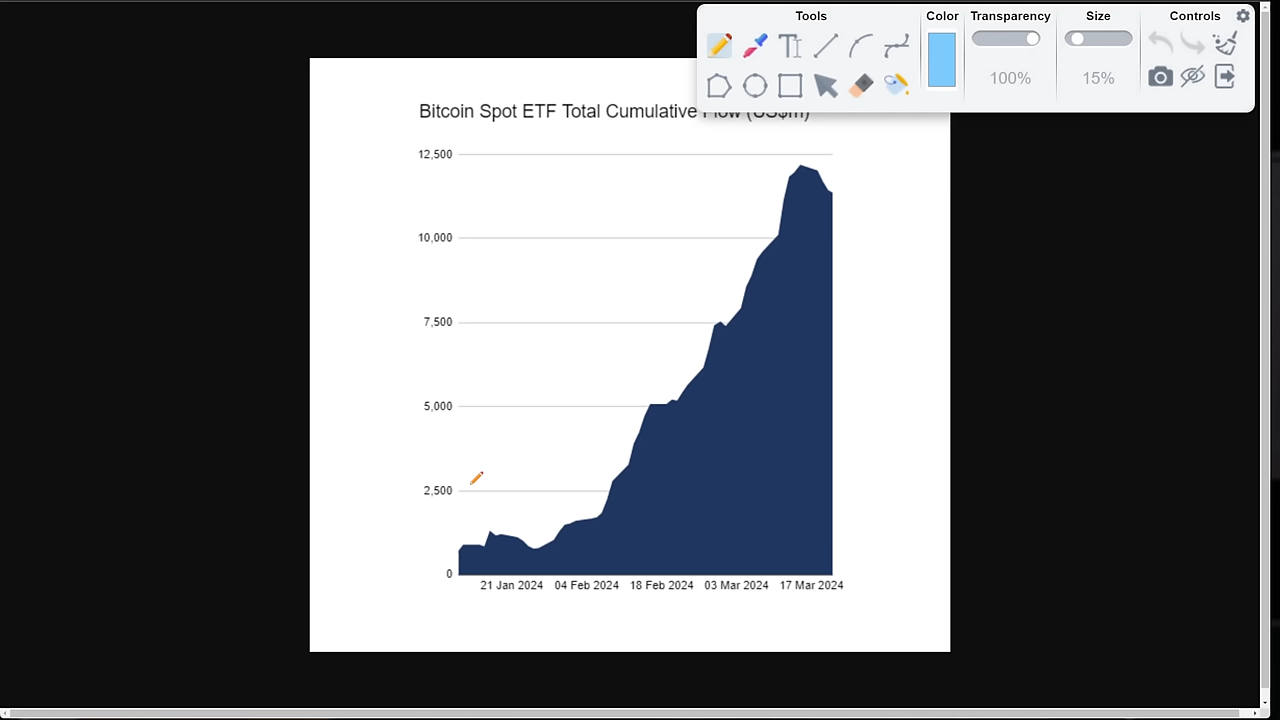 Tools
Color
Transparency
Size
Controls
100%
15%
Bitcoin Spot ETF Total Cumulative Flow (US$m)
12,500
10,000
7,500
5,000
2,500
0
21 Jan 2024
04 Feb 2024
18 Feb 2024
03 Mar 2024
17 Mar 2024